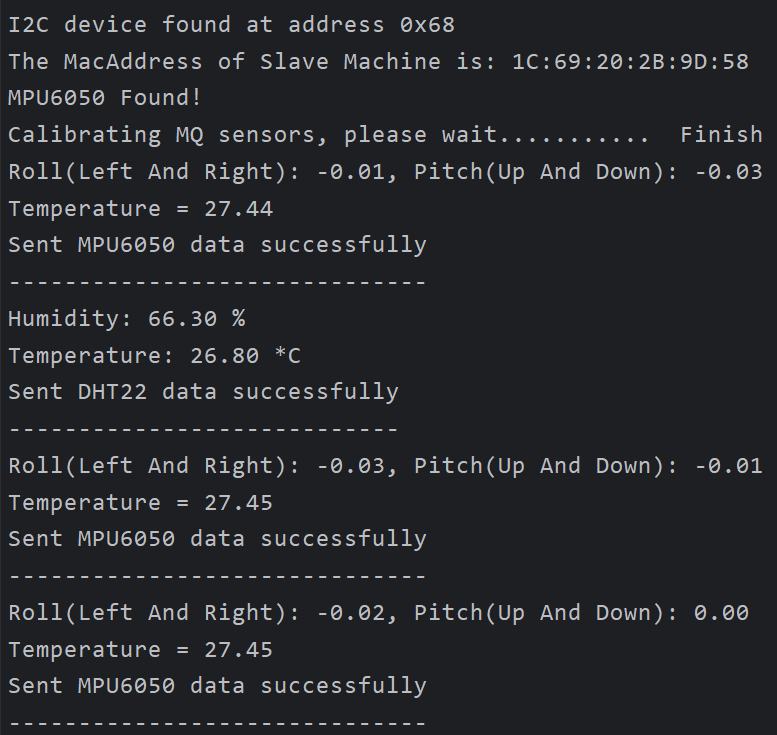 I2C device found at address 0x68
The MacAddress of Slave Machine is: 1C:69:20:2B:9D:58
MPU6050 Found!
Calibrating MQ sensors, please wait...........  Finish
Roll(Left And Right): -0.01, Pitch(Up And Down): -0.03
Temperature = 27.44
Sent MPU6050 data successfully
------------------------------
Humidity: 66.30 %
Temperature: 26.80 *C
Sent DHT22 data successfully
----------------------------
Roll(Left And Right): -0.03, Pitch(Up And Down): -0.01
Temperature = 27.45
Sent MPU6050 data successfully
------------------------------
Roll(Left And Right): -0.02, Pitch(Up And Down): 0.00
Temperature = 27.45
Sent MPU6050 data successfully
------------------------------